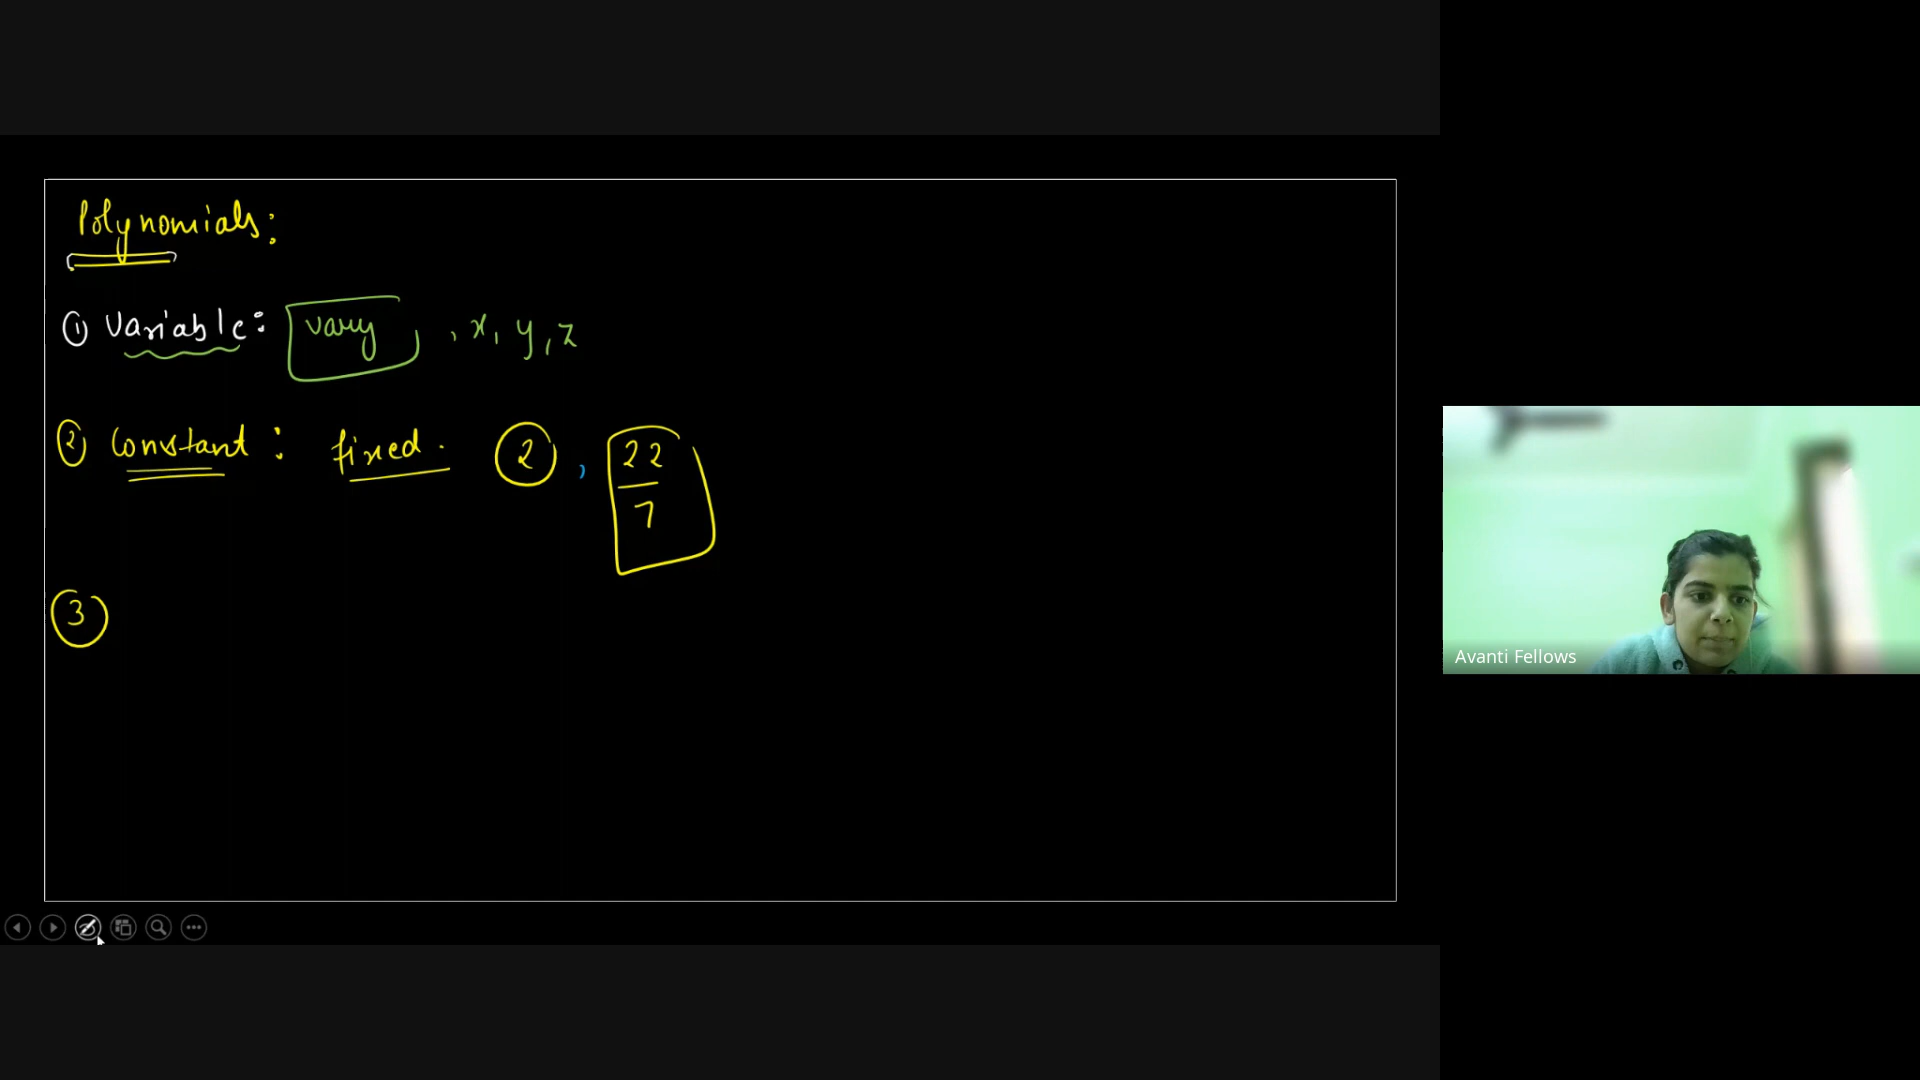 Polynomials:
① Variable: vary , x, y, z
② Constant: fixed. 2, 22/7
③
Avanti Fellows